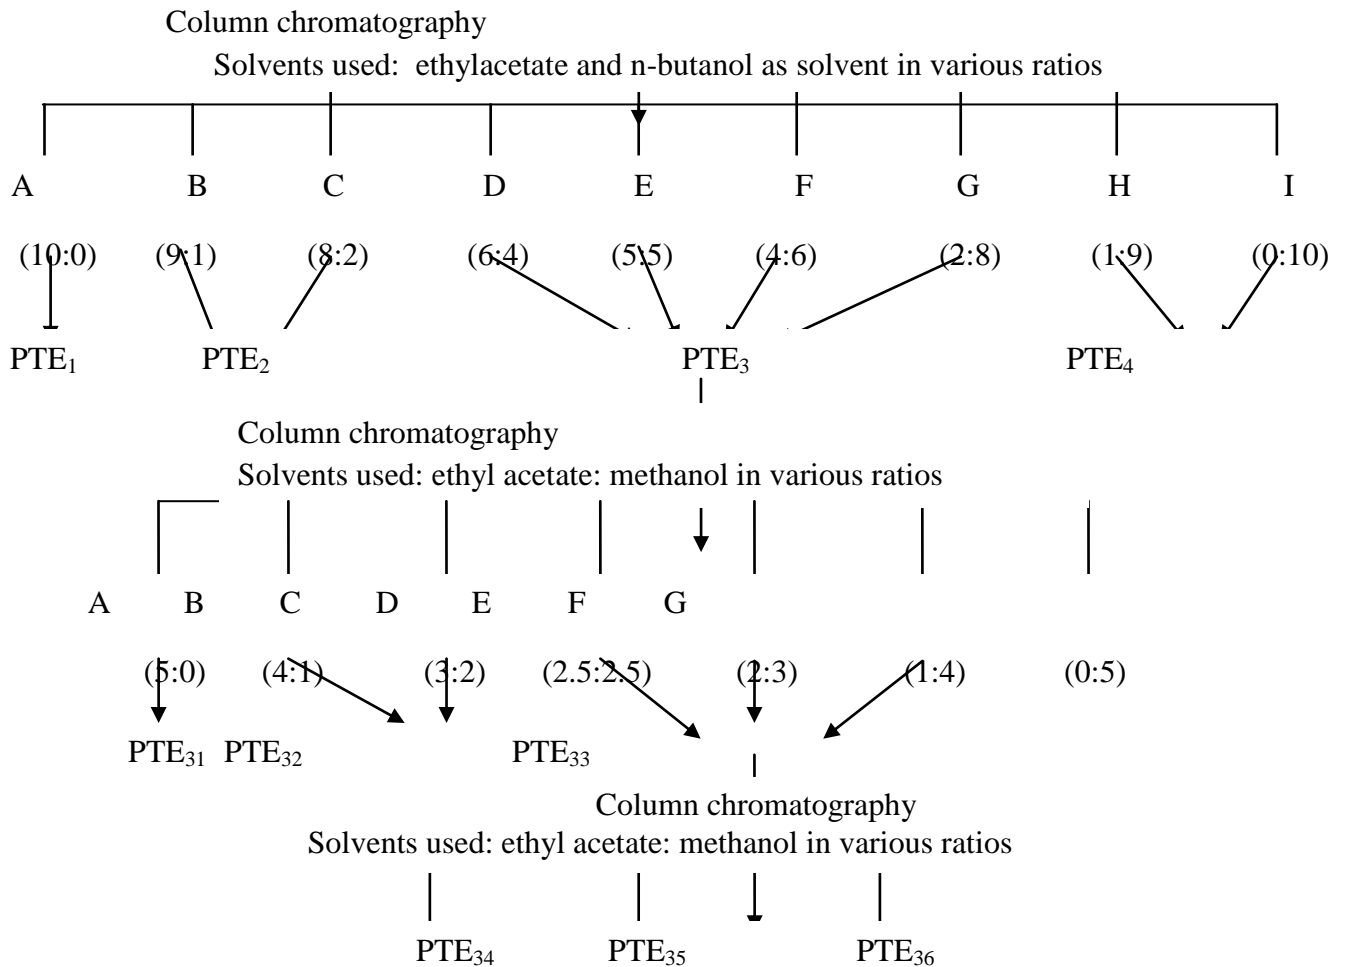 Column chromatography
Solvents used: ethylacetate and n-butanol as solvent in various ratios
A B C D E F G H I
(10:0) (9:1) (8:2) (6:4) (5:5) (4:6) (2:8) (1:9) (0:10)
PTE₁ PTE₂ PTE₃ PTE₄
Column chromatography
Solvents used: ethyl acetate: methanol in various ratios
A B C D E F G
(5:0) (4:1) (3:2) (2.5:2.5) (2:3) (1:4) (0:5)
PTE₃₁ PTE₃₂ PTE₃₃
Column chromatography
Solvents used: ethyl acetate: methanol in various ratios
PTE₃₄ PTE₃₅ PTE₃₆